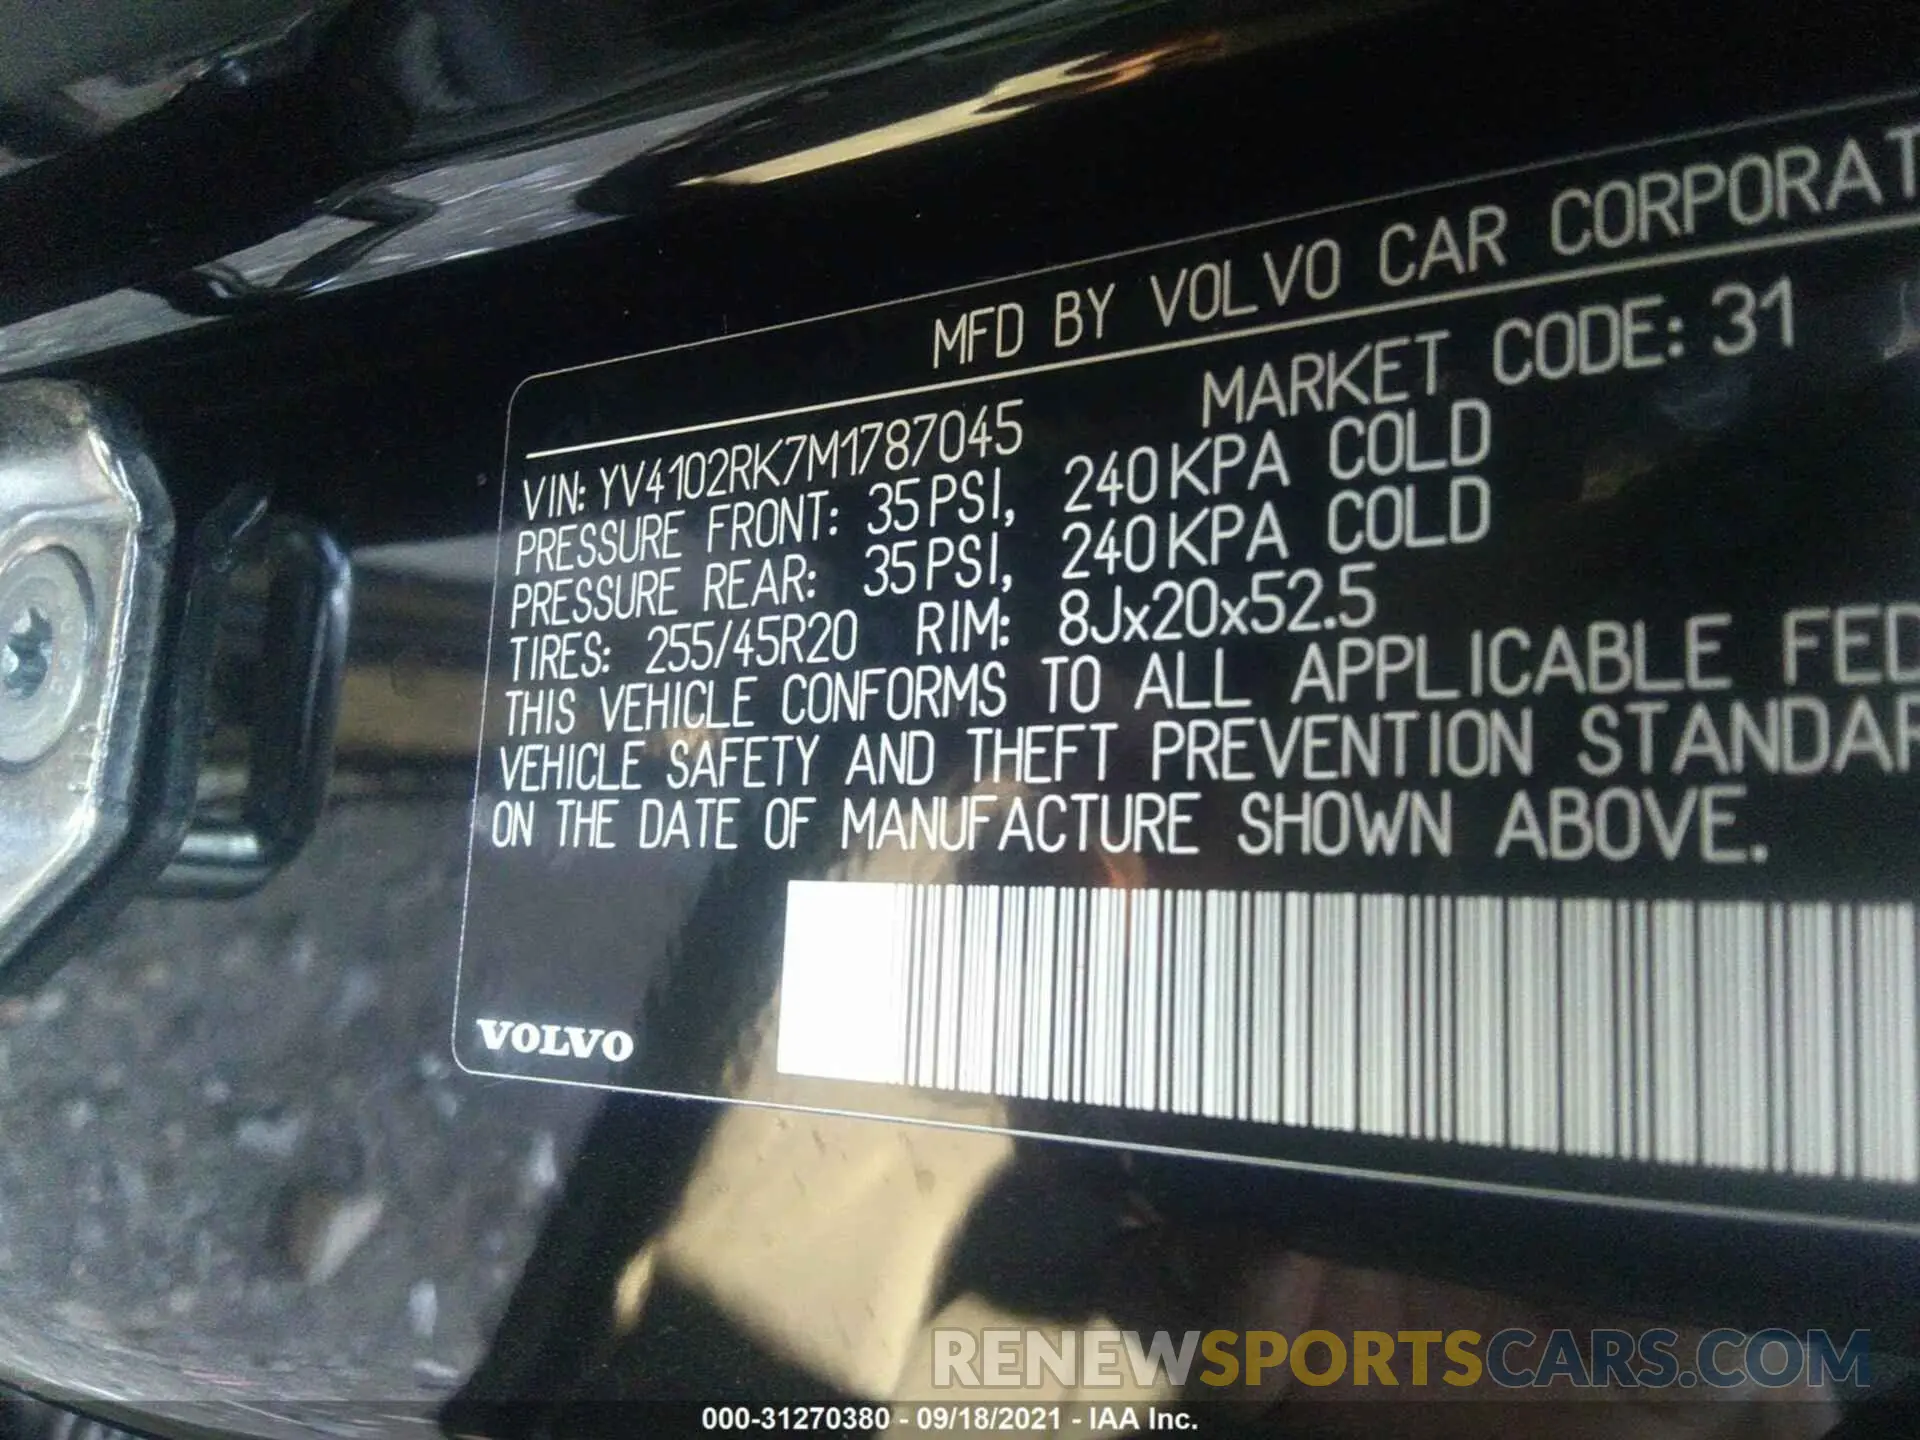 MFD BY VOLVO CAR CORPORAT
VIN: YV4102RK7M1787045 MARKET CODE: 31
PRESSURE FRONT: 35 PSI, 240 KPA COLD
PRESSURE REAR: 35 PSI, 240 KPA COLD
TIRES: 255/45R20 RIM: 8Jx20x52.5
THIS VEHICLE CONFORMS TO ALL APPLICABLE FED
VEHICLE SAFETY AND THEFT PREVENTION STANDAR
ON THE DATE OF MANUFACTURE SHOWN ABOVE.
VOLVO
RENEWSPORTSCARS.COM
000-31270380 - 09/18/2021 - IAA Inc.